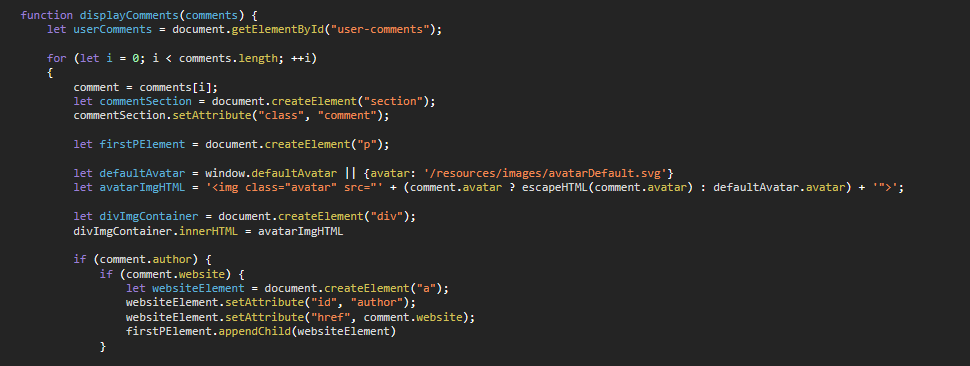 function displayComments(comments) {
let userComments = document.getElementById("user-comments");
for (let i = 0; i < comments.length; ++i)
{
comment = comments[i];
let commentSection = document.createElement("section");
commentSection.setAttribute("class", "comment");
let firstPElement = document.createElement("p");
let defaultAvatar = window.defaultAvatar || {avatar: '/resources/images/avatarDefault.svg'}
let avatarImgHTML = '<img class="avatar" src="' + (comment.avatar ? escapeHTML(comment.avatar) : defaultAvatar.avatar) + '">';
let divImgContainer = document.createElement("div");
divImgContainer.innerHTML = avatarImgHTML
if (comment.author) {
if (comment.website) {
let websiteElement = document.createElement("a");
websiteElement.setAttribute("id", "author");
websiteElement.setAttribute("href", comment.website);
firstPElement.appendChild(websiteElement)
}